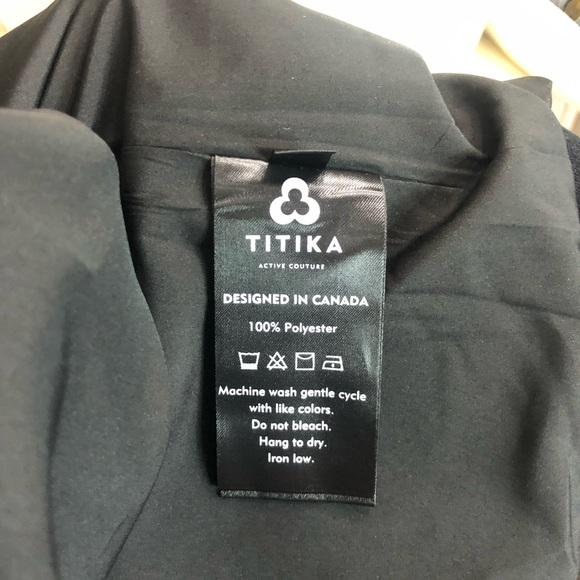 TITIKA
ACTIVE COUTURE
DESIGNED IN CANADA
100% Polyester
Machine wash gentle cycle
with like colors.
Do not bleach.
Hang to dry.
Iron low.